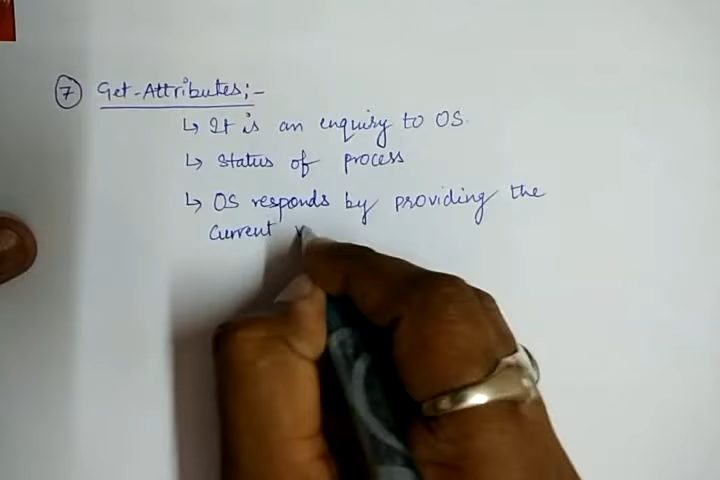 7 Get-Attributes:-
↳ It is an enquiry to OS.
↳ Status of process
↳ OS responds by providing the
current